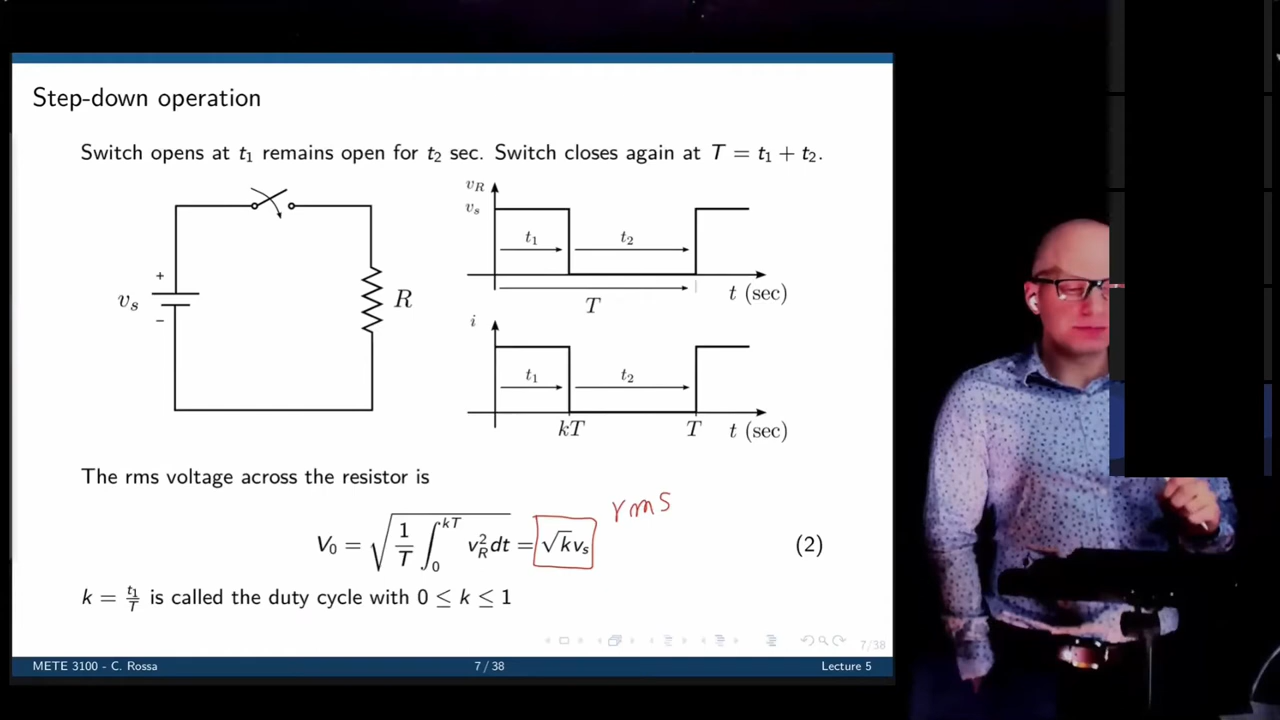 Step-down operation
Switch opens at t₁ remains open for t₂ sec. Switch closes again at T = t₁ + t₂.
v_R
v_s
t₁
t₂
T
t (sec)
+
v_s
−
R
i
t₁
t₂
kT
T
t (sec)
The rms voltage across the resistor is
rms
V₀ = √(1/T ∫₀^{kT} v_R² dt) = √k v_s
(2)
k = t₁/T is called the duty cycle with 0 ≤ k ≤ 1
7/38
METE 3100 - C. Rossa
7 / 38
Lecture 5